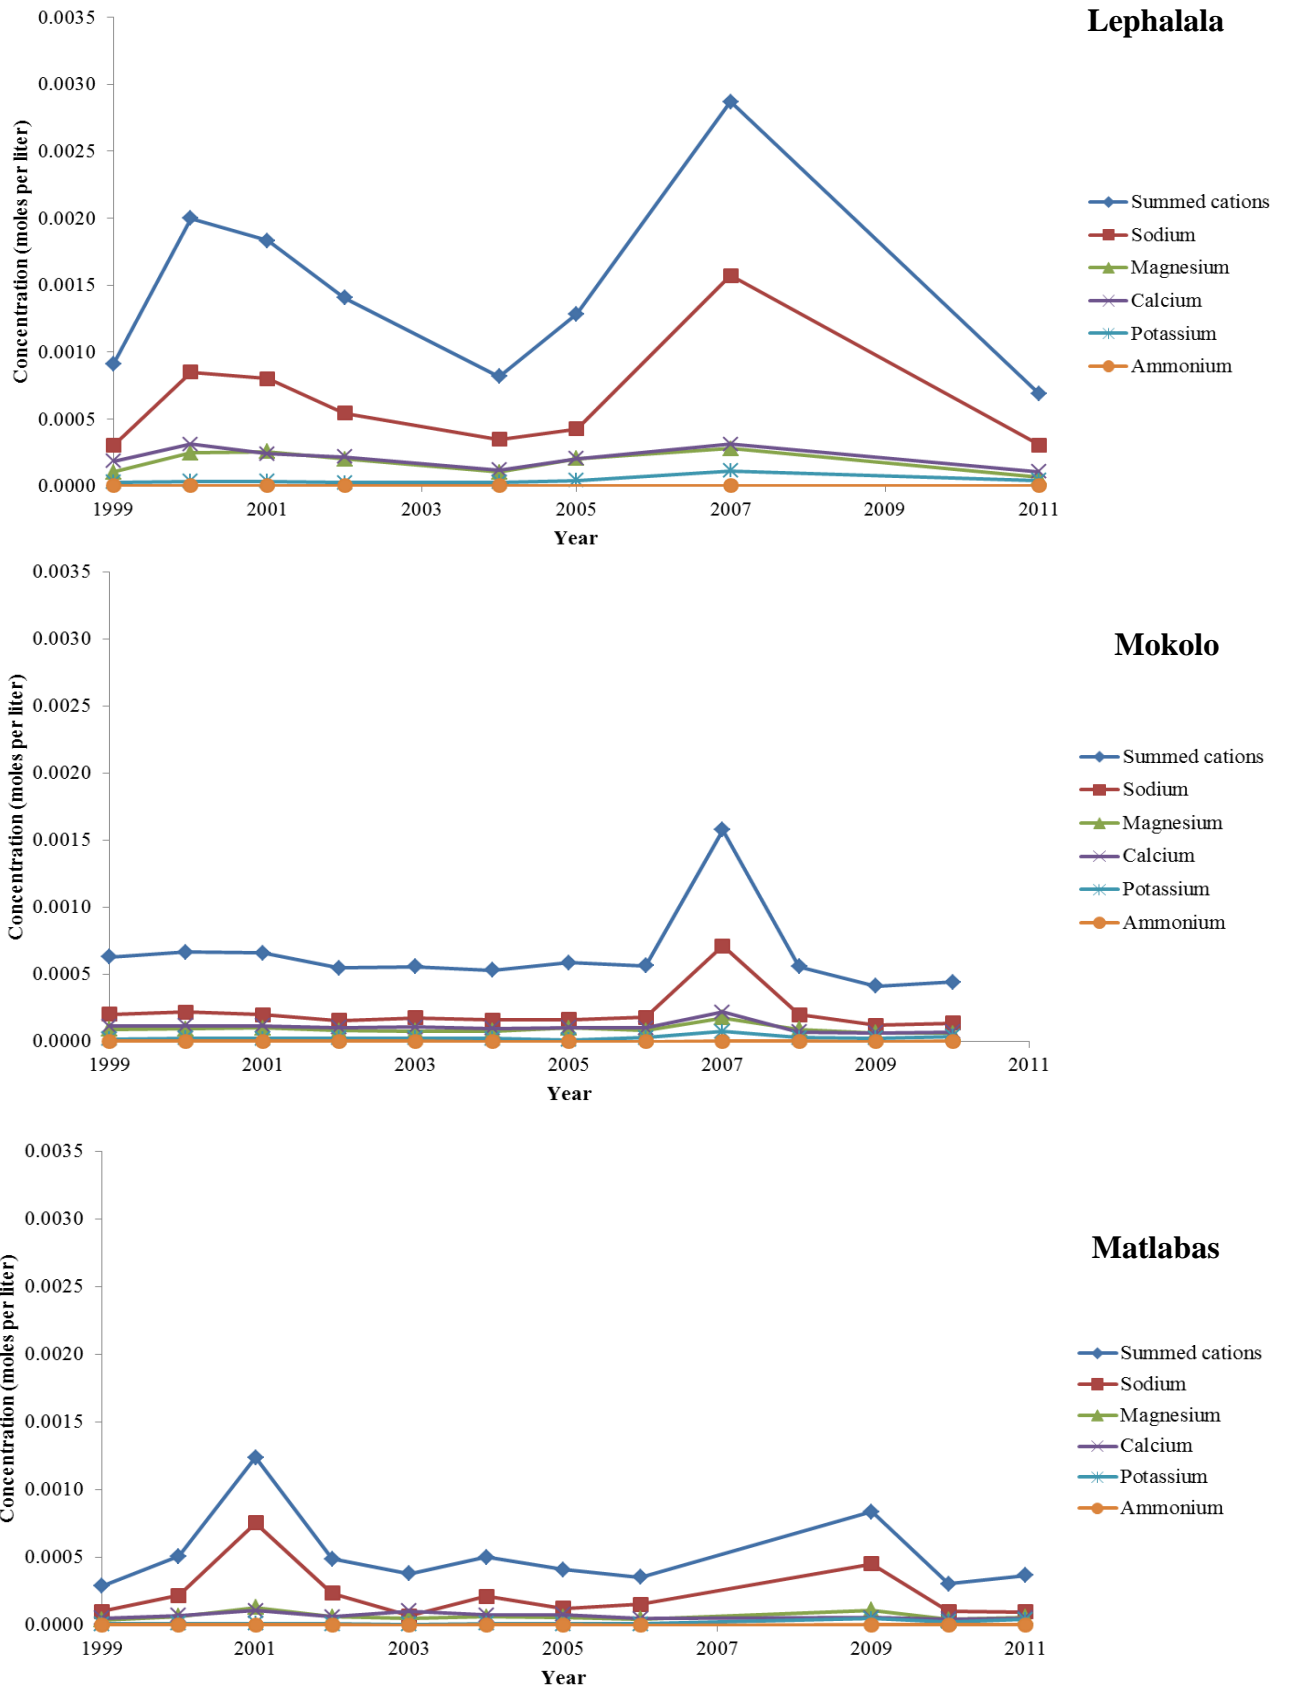 Lephalala
0.0035
0.0030
0.0025
0.0020
0.0015
0.0010
0.0005
0.0000
Concentration (moles per liter)
1999 2001 2003 2005 2007 2009 2011
Year
Summed cations
Sodium
Magnesium
Calcium
Potassium
Ammonium
Mokolo
0.0035
0.0030
0.0025
0.0020
0.0015
0.0010
0.0005
0.0000
Concentration (moles per liter)
1999 2001 2003 2005 2007 2009 2011
Year
Summed cations
Sodium
Magnesium
Calcium
Potassium
Ammonium
Matlabas
0.0035
0.0030
0.0025
0.0020
0.0015
0.0010
0.0005
0.0000
Concentration (moles per liter)
1999 2001 2003 2005 2007 2009 2011
Year
Summed cations
Sodium
Magnesium
Calcium
Potassium
Ammonium